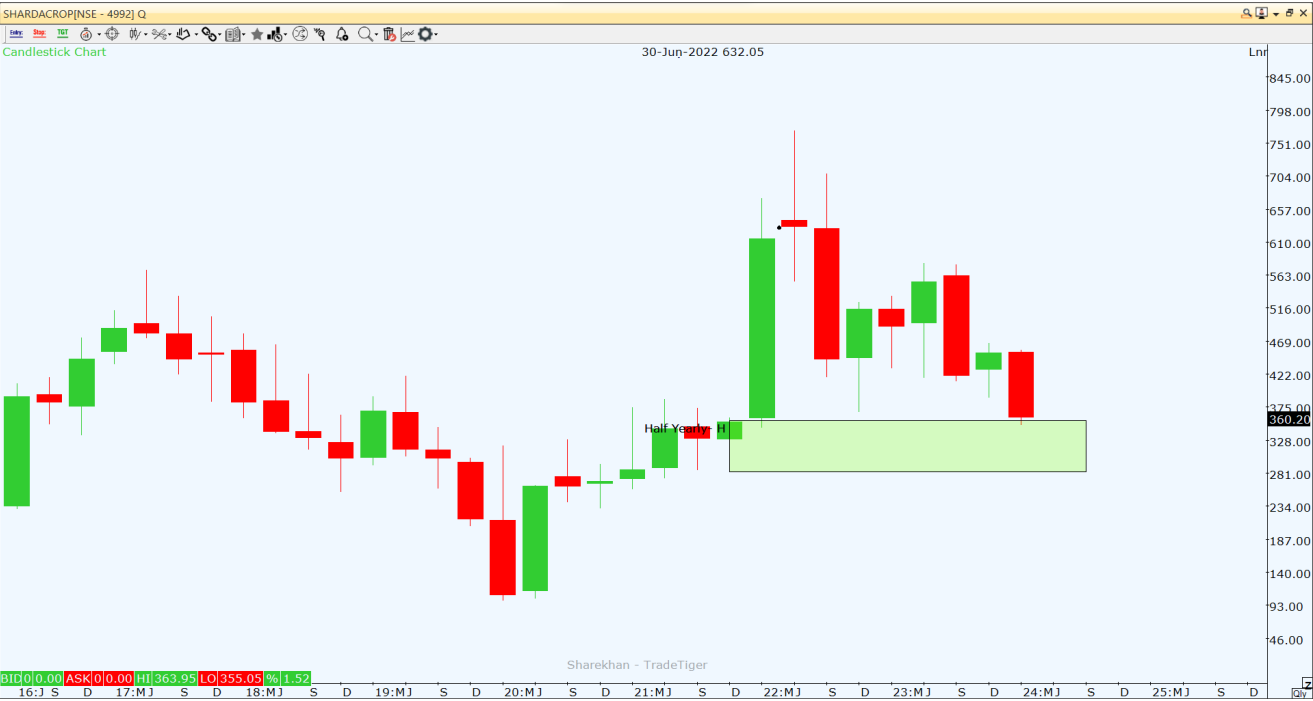 SHARDACROP[NSE - 4992] Q
Entry: Stop: TGT
Candlestick Chart 30-Jun-2022 632.05 Lnr
845.00
798.00
751.00
704.00
657.00
610.00
563.00
516.00
469.00
422.00
375.00
360.20
Half Yearly- H
328.00
281.00
234.00
187.00
140.00
93.00
46.00
Sharekhan - TradeTiger
BID 0 0.00 ASK 0 0.00 HI 363.95 LO 355.05 % 1.52
16:J S D 17:MJ S D 18:MJ S D 19:MJ S D 20:MJ S D 21:MJ S D 22:MJ S D 23:MJ S D 24:MJ S D 25:MJ S D Qly Z